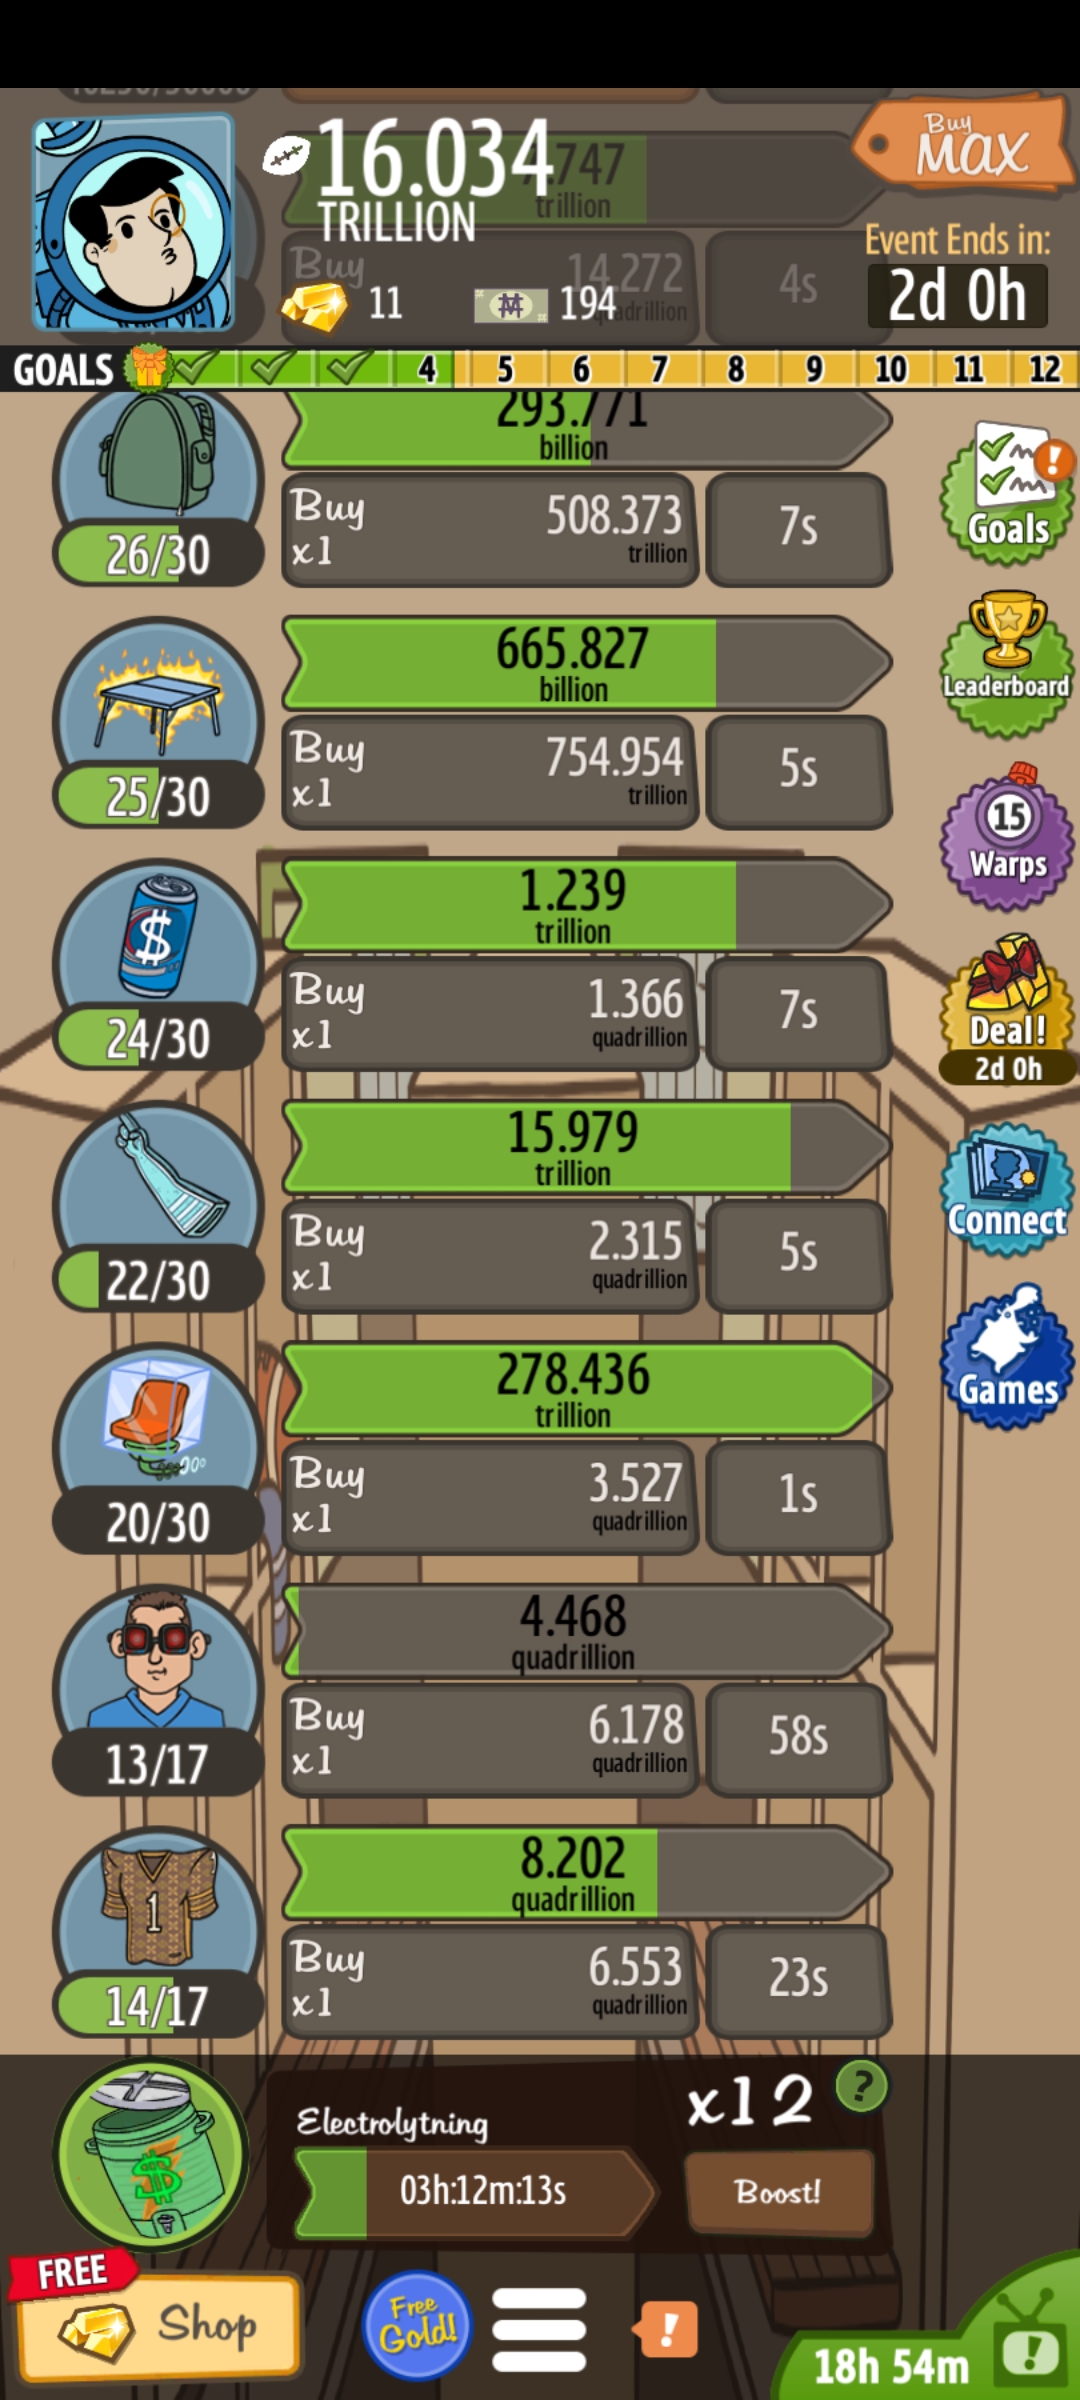 16.034
TRILLION
.747
trillion
Buy
MAX
Buy
14.272
quadrillion
4s
11
194
Event Ends in:
2d 0h
GOALS
4 5 6 7 8 9 10 11 12
293.771
billion
26/30
Buy
x1
508.373
trillion
7s
Goals
665.827
billion
25/30
Buy
x1
754.954
trillion
5s
Leaderboard
15
Warps
1.239
trillion
24/30
Buy
x1
1.366
quadrillion
7s
Deal!
2d 0h
15.979
trillion
22/30
Buy
x1
2.315
quadrillion
5s
Connect
278.436
trillion
20/30
Buy
x1
3.527
quadrillion
1s
Games
4.468
quadrillion
13/17
Buy
x1
6.178
quadrillion
58s
8.202
quadrillion
1
14/17
Buy
x1
6.553
quadrillion
23s
Electrolytning
x12
?
03h:12m:13s
Boost!
FREE
Shop
Free
Gold!
!
18h 54m
!